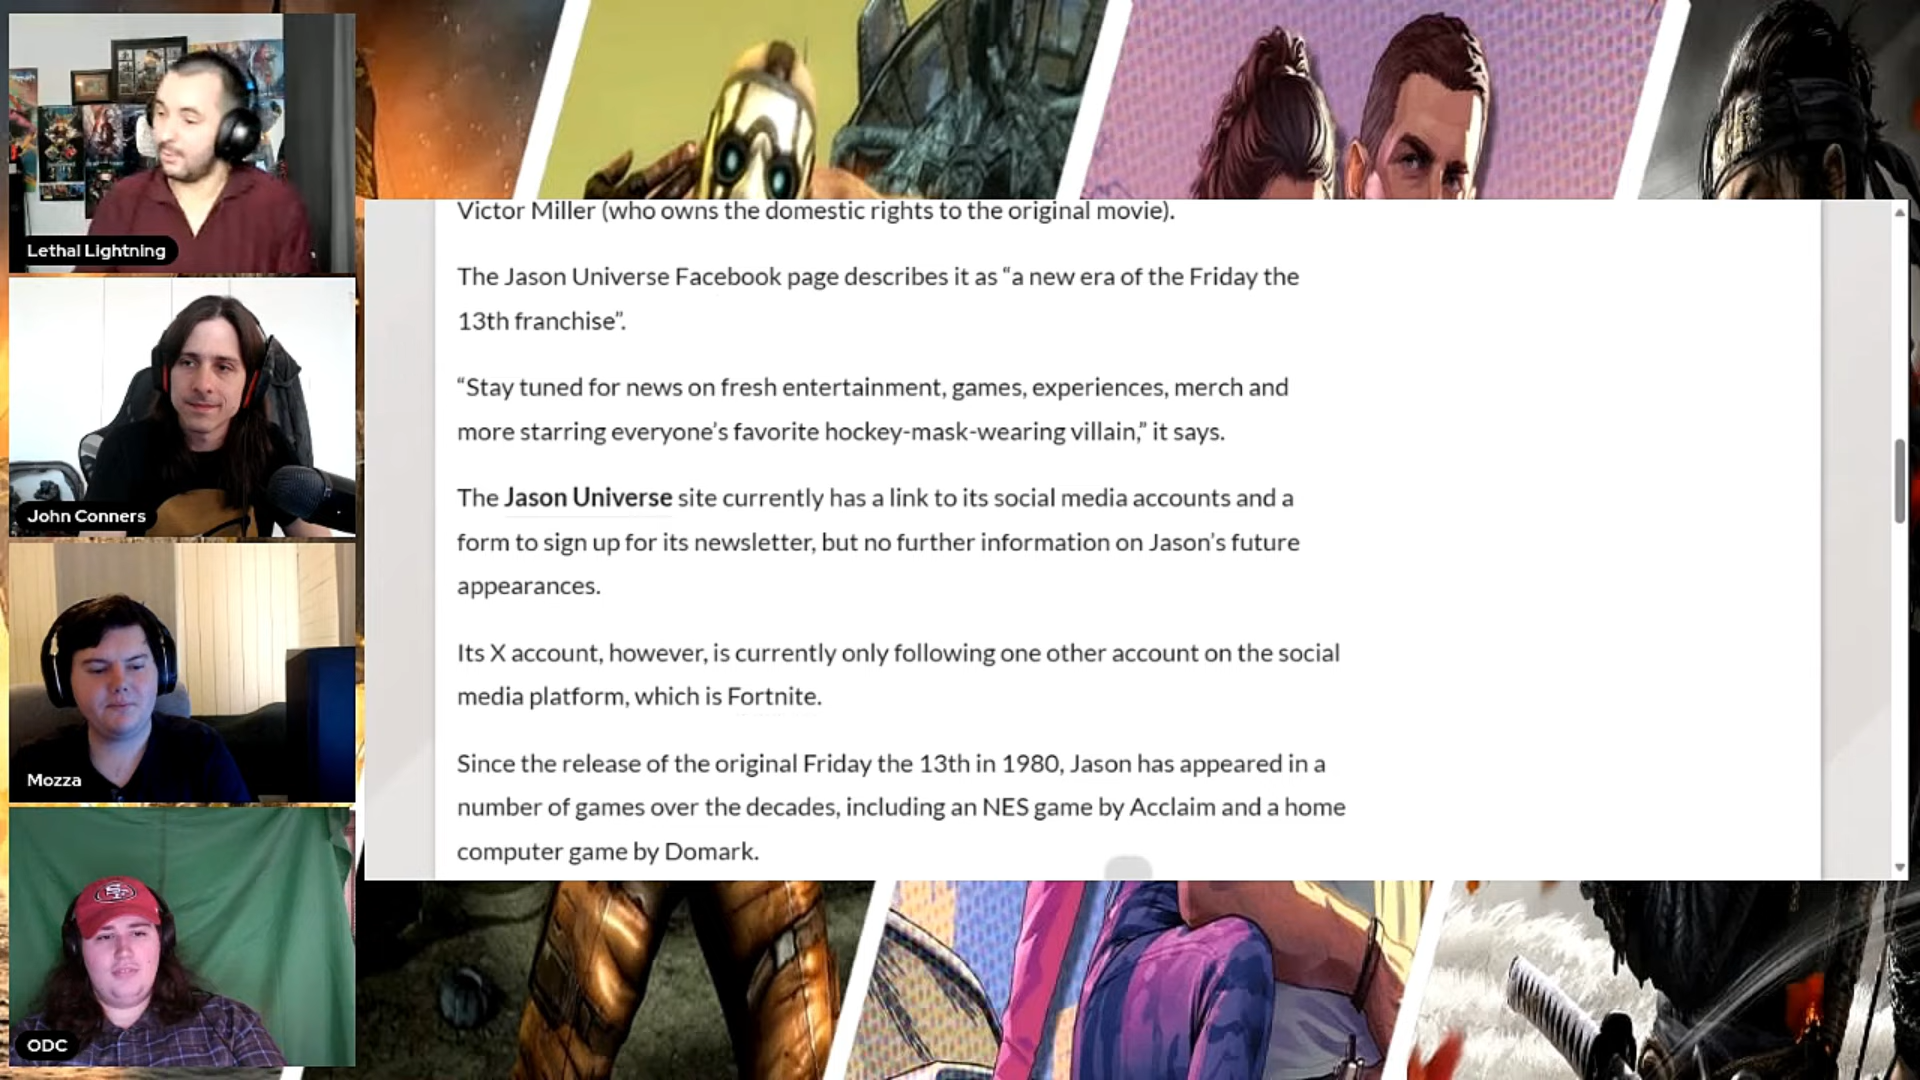 Lethal Lightning
John Conners
Mozza
ODC
Victor Miller (who owns the domestic rights to the original movie).
The Jason Universe Facebook page describes it as “a new era of the Friday the
13th franchise”.
“Stay tuned for news on fresh entertainment, games, experiences, merch and
more starring everyone’s favorite hockey-mask-wearing villain,” it says.
The Jason Universe site currently has a link to its social media accounts and a
form to sign up for its newsletter, but no further information on Jason’s future
appearances.
Its X account, however, is currently only following one other account on the social
media platform, which is Fortnite.
Since the release of the original Friday the 13th in 1980, Jason has appeared in a
number of games over the decades, including an NES game by Acclaim and a home
computer game by Domark.